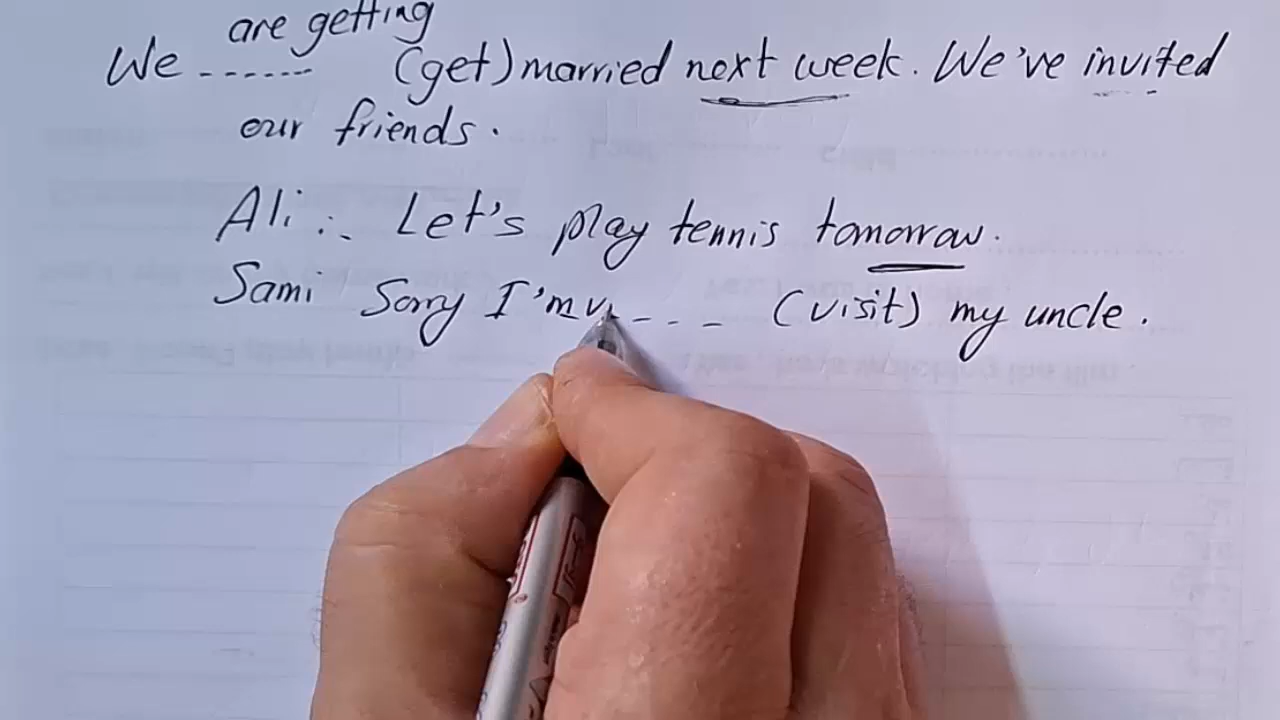 are getting
We ------- (get) married next week. We've invited
our friends.
Ali :. Let's play tennis tomorrow.
Sami Sorry I'm vi - - - (visit) my uncle.